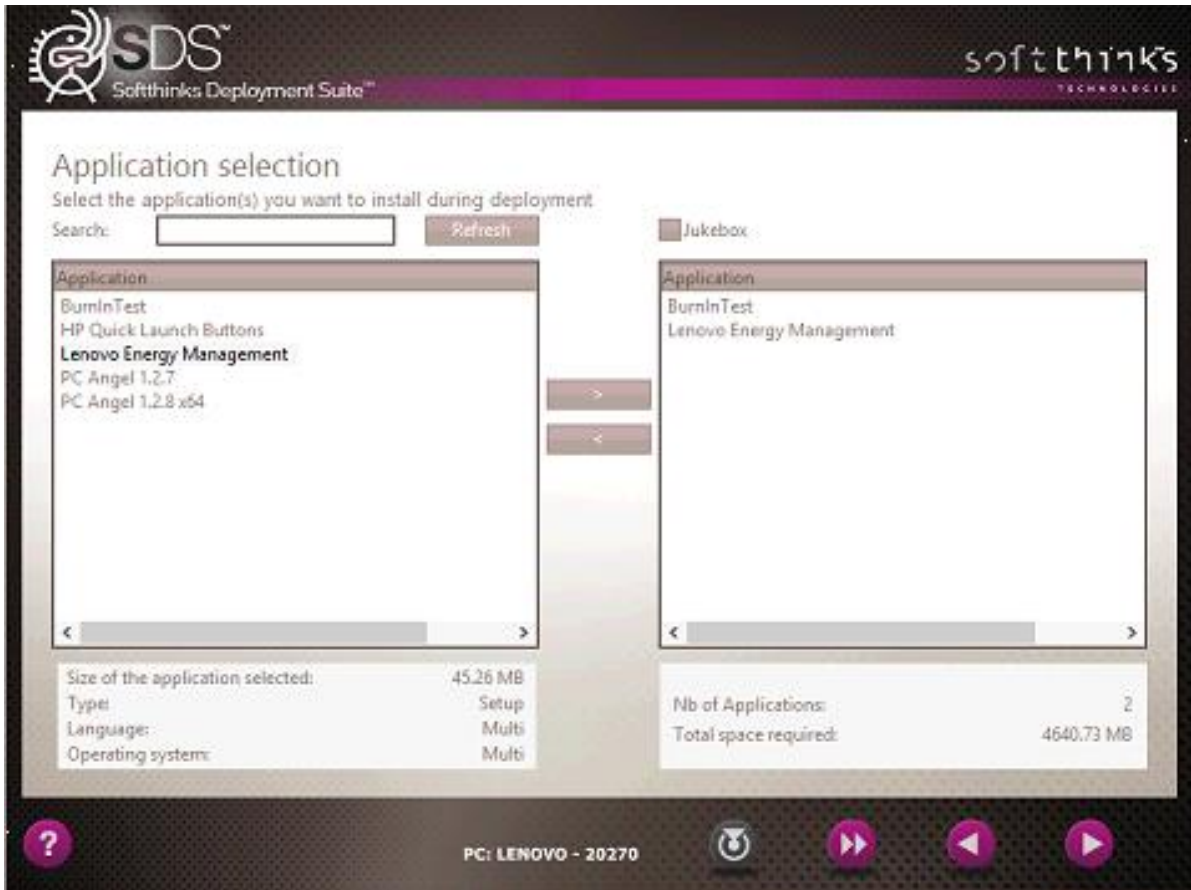 SDS™
Softthinks Deployment Suite™
softthinks
TECHNOLOGIES
Application selection
Select the application(s) you want to install during deployment
Search:
Refresh
Jukebox
Application
BurnInTest
HP Quick Launch Buttons
Lenovo Energy Management
PC Angel 1.2.7
PC Angel 1.2.8 x64
>
<
Application
BurnInTest
Lenovo Energy Management
Size of the application selected: 45.26 MB
Type: Setup
Language: Multi
Operating system: Multi
Nb of Applications: 2
Total space required: 4640.73 MB
?
PC: LENOVO - 20270